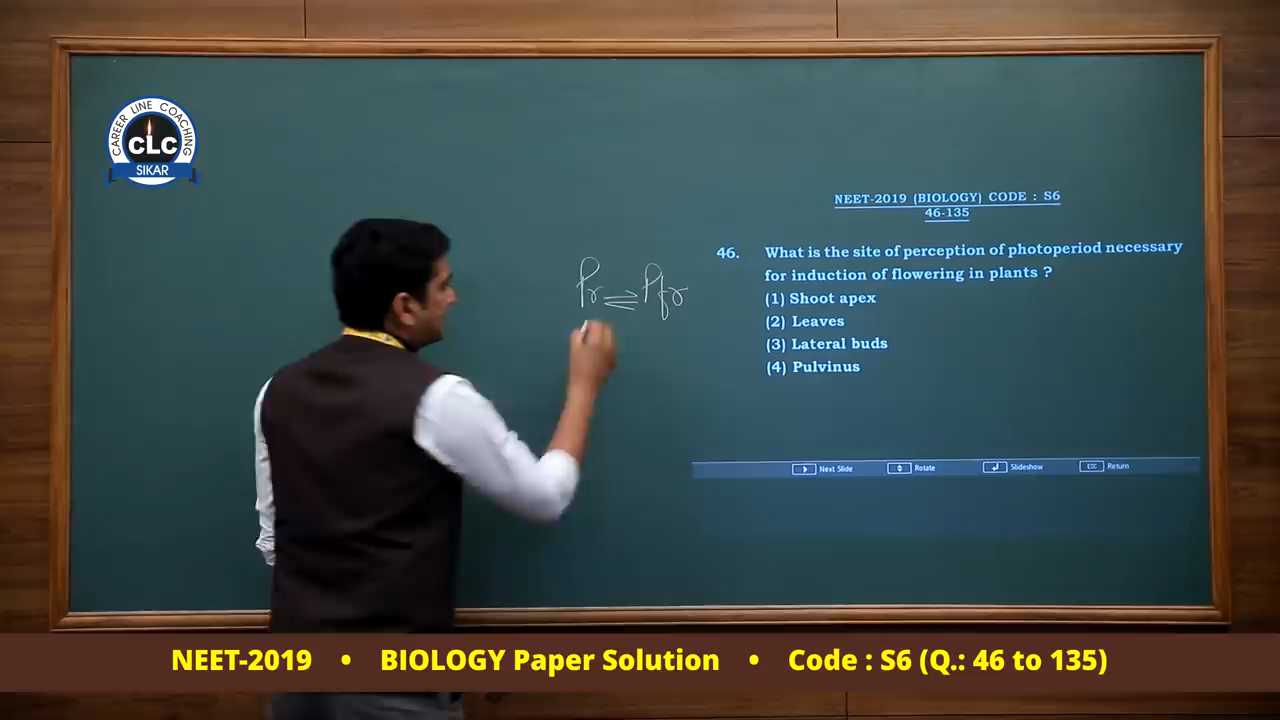 CAREER LINE COACHING
CLC
SIKAR
Pr ⇌ Pfr
NEET-2019 (BIOLOGY) CODE : S6
46-135
46. What is the site of perception of photoperiod necessary
for induction of flowering in plants ?
(1) Shoot apex
(2) Leaves
(3) Lateral buds
(4) Pulvinus
Next Slide
Rotate
Slideshow
ESC Return
NEET-2019 • BIOLOGY Paper Solution • Code : S6 (Q.: 46 to 135)